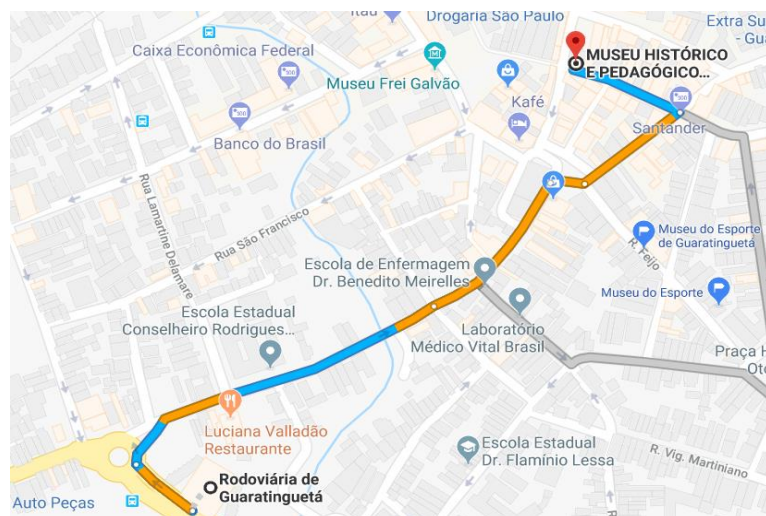 Itaú
Drogaria São Paulo
Extra Su
- Gua
Caixa Econômica Federal
MUSEU HISTÓRICO
E PEDAGÓGICO...
Museu Frei Galvão
Kafé
Santander
Banco do Brasil
Rua Lamartine Delamare
Rua São Francisco
R. Feijo
Museu do Esporte
de Guaratinguetá
Escola de Enfermagem
Dr. Benedito Meirelles
Museu do Esporte
Escola Estadual
Conselheiro Rodrigues...
Laboratório
Médico Vital Brasil
Praça H
Oto
Luciana Valladão
Restaurante
Escola Estadual
Dr. Flamínio Lessa
R. Vig. Martiniano
Rodoviária de
Guaratinguetá
Auto Peças